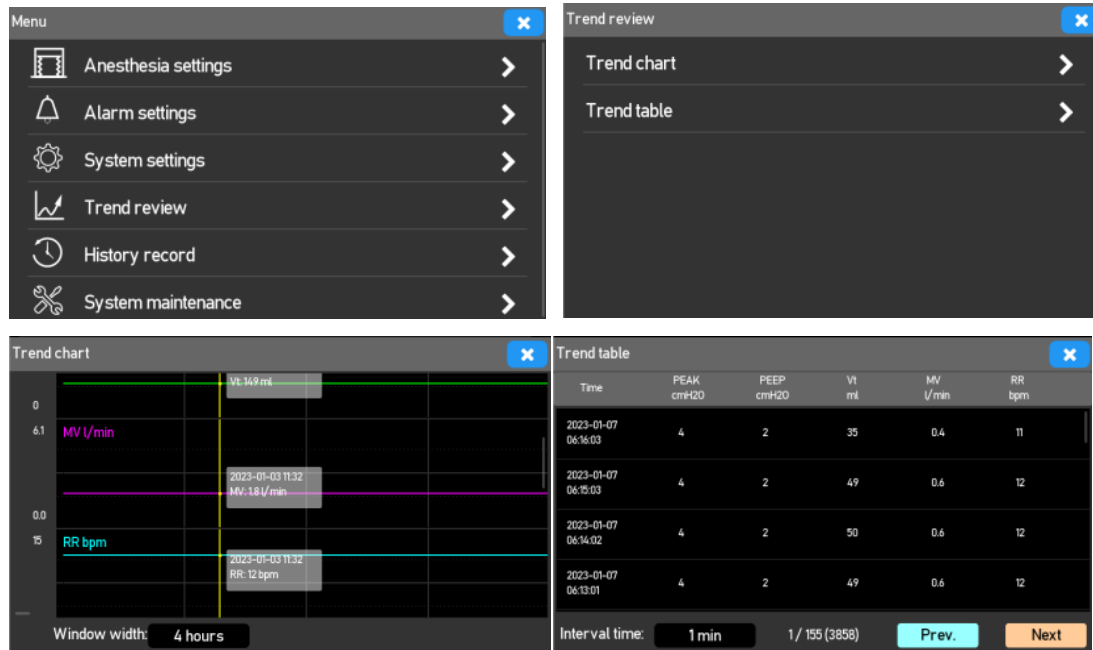 Menu
Anesthesia settings
Alarm settings
System settings
Trend review
History record
System maintenance
Trend review
Trend chart
Trend table
Trend chart
Vt: 149 ml
0
6.1 MV l/min
2023-01-03 11:32
MV: 1.8 l/min
0.0
15 RR bpm
2023-01-03 11:32
RR: 12 bpm
Window width: 4 hours
Trend table
Time PEAK PEEP Vt MV RR
cmH2O cmH2O ml l/min bpm
2023-01-07
06:16:03 4 2 35 0.4 11
2023-01-07
06:15:03 4 2 49 0.6 12
2023-01-07
06:14:02 4 2 50 0.6 12
2023-01-07
06:13:01 4 2 49 0.6 12
Interval time: 1 min 1/ 155 (3858) Prev. Next